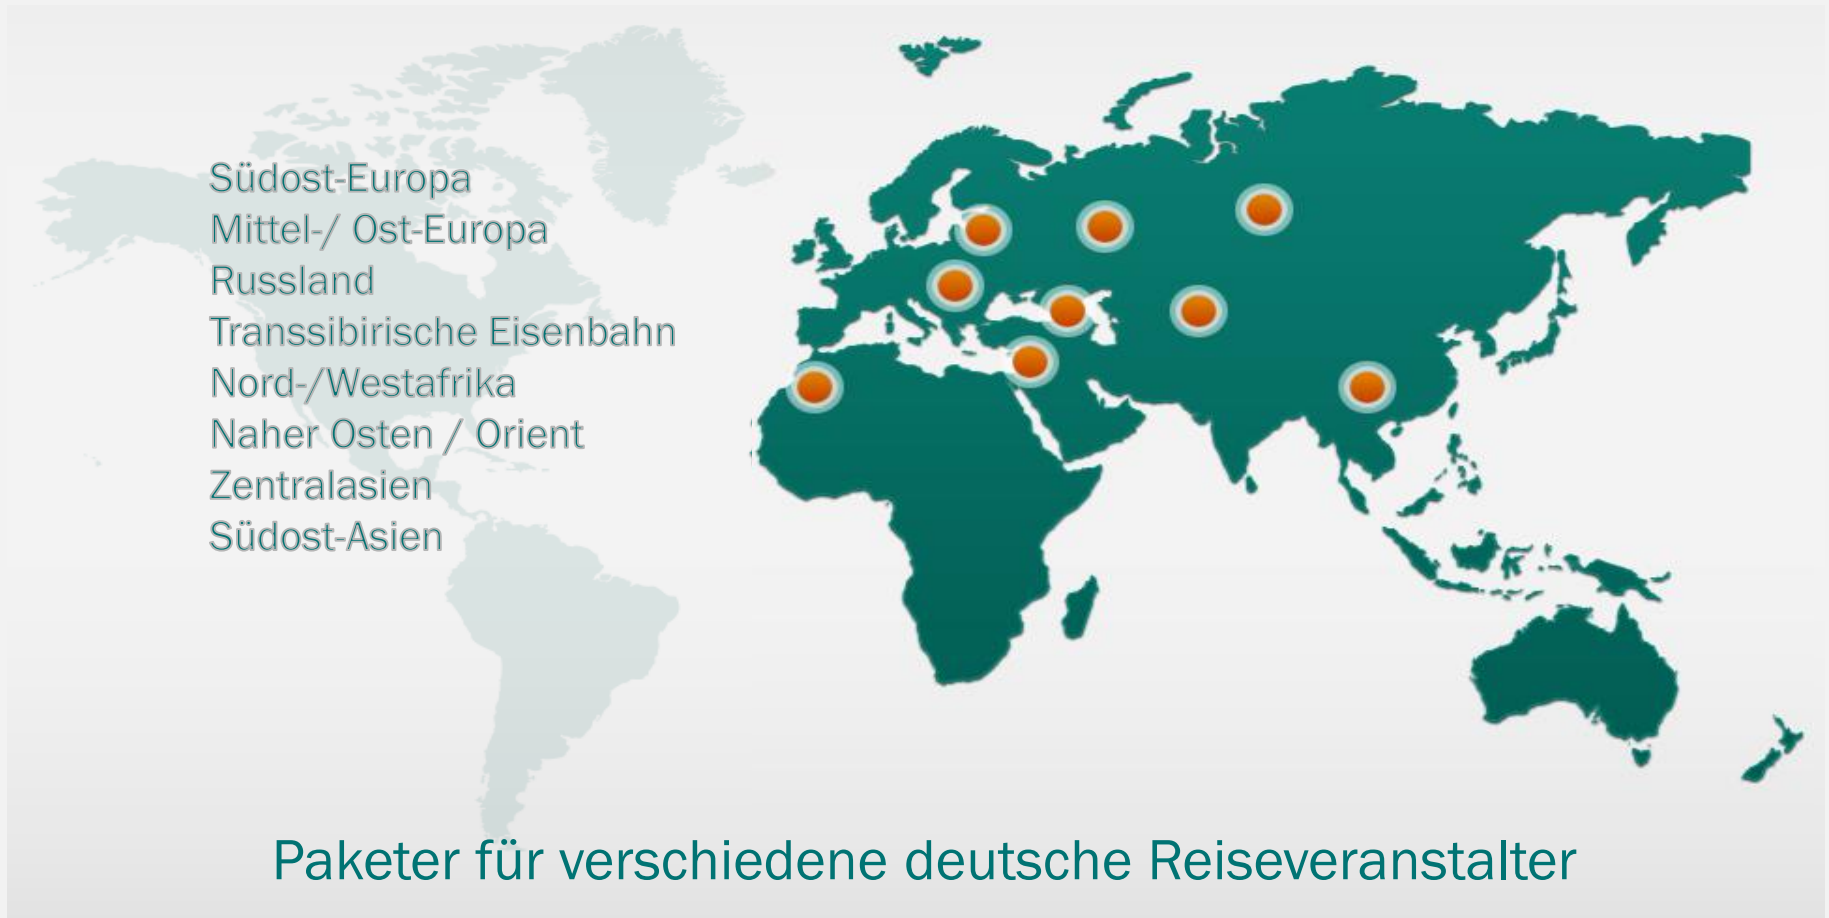 Südost-Europa
Mittel-/ Ost-Europa
Russland
Transsibirische Eisenbahn
Nord-/Westafrika
Naher Osten / Orient
Zentralasien
Südost-Asien
Paketer für verschiedene deutsche Reiseveranstalter